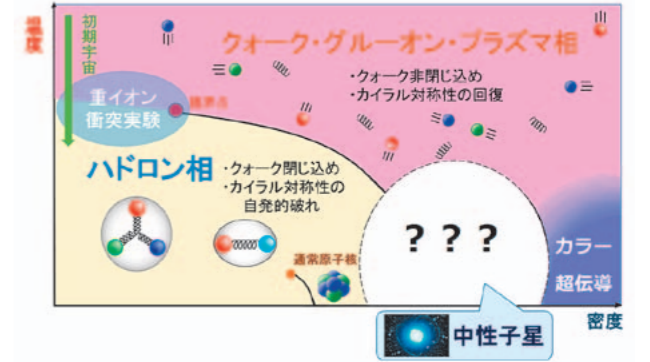 温度
初期宇宙
クォーク・グルーオン・プラズマ相
・クォーク非閉じ込め
・カイラル対称性の回復
重イオン
衝突実験
臨界点
ハドロン相
・クォーク閉じ込め
・カイラル対称性の
自発的破れ
通常原子核
? ? ?
カラー
超伝導
密度
中性子星